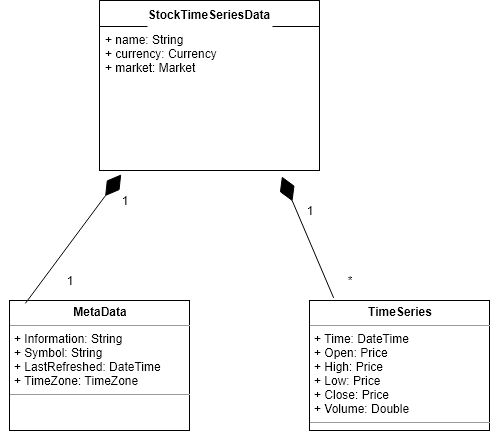 StockTimeSeriesData
+ name: String
+ currency: Currency
+ market: Market
1
1
1
*
MetaData
+ Information: String
+ Symbol: String
+ LastRefreshed: DateTime
+ TimeZone: TimeZone
TimeSeries
+ Time: DateTime
+ Open: Price
+ High: Price
+ Low: Price
+ Close: Price
+ Volume: Double